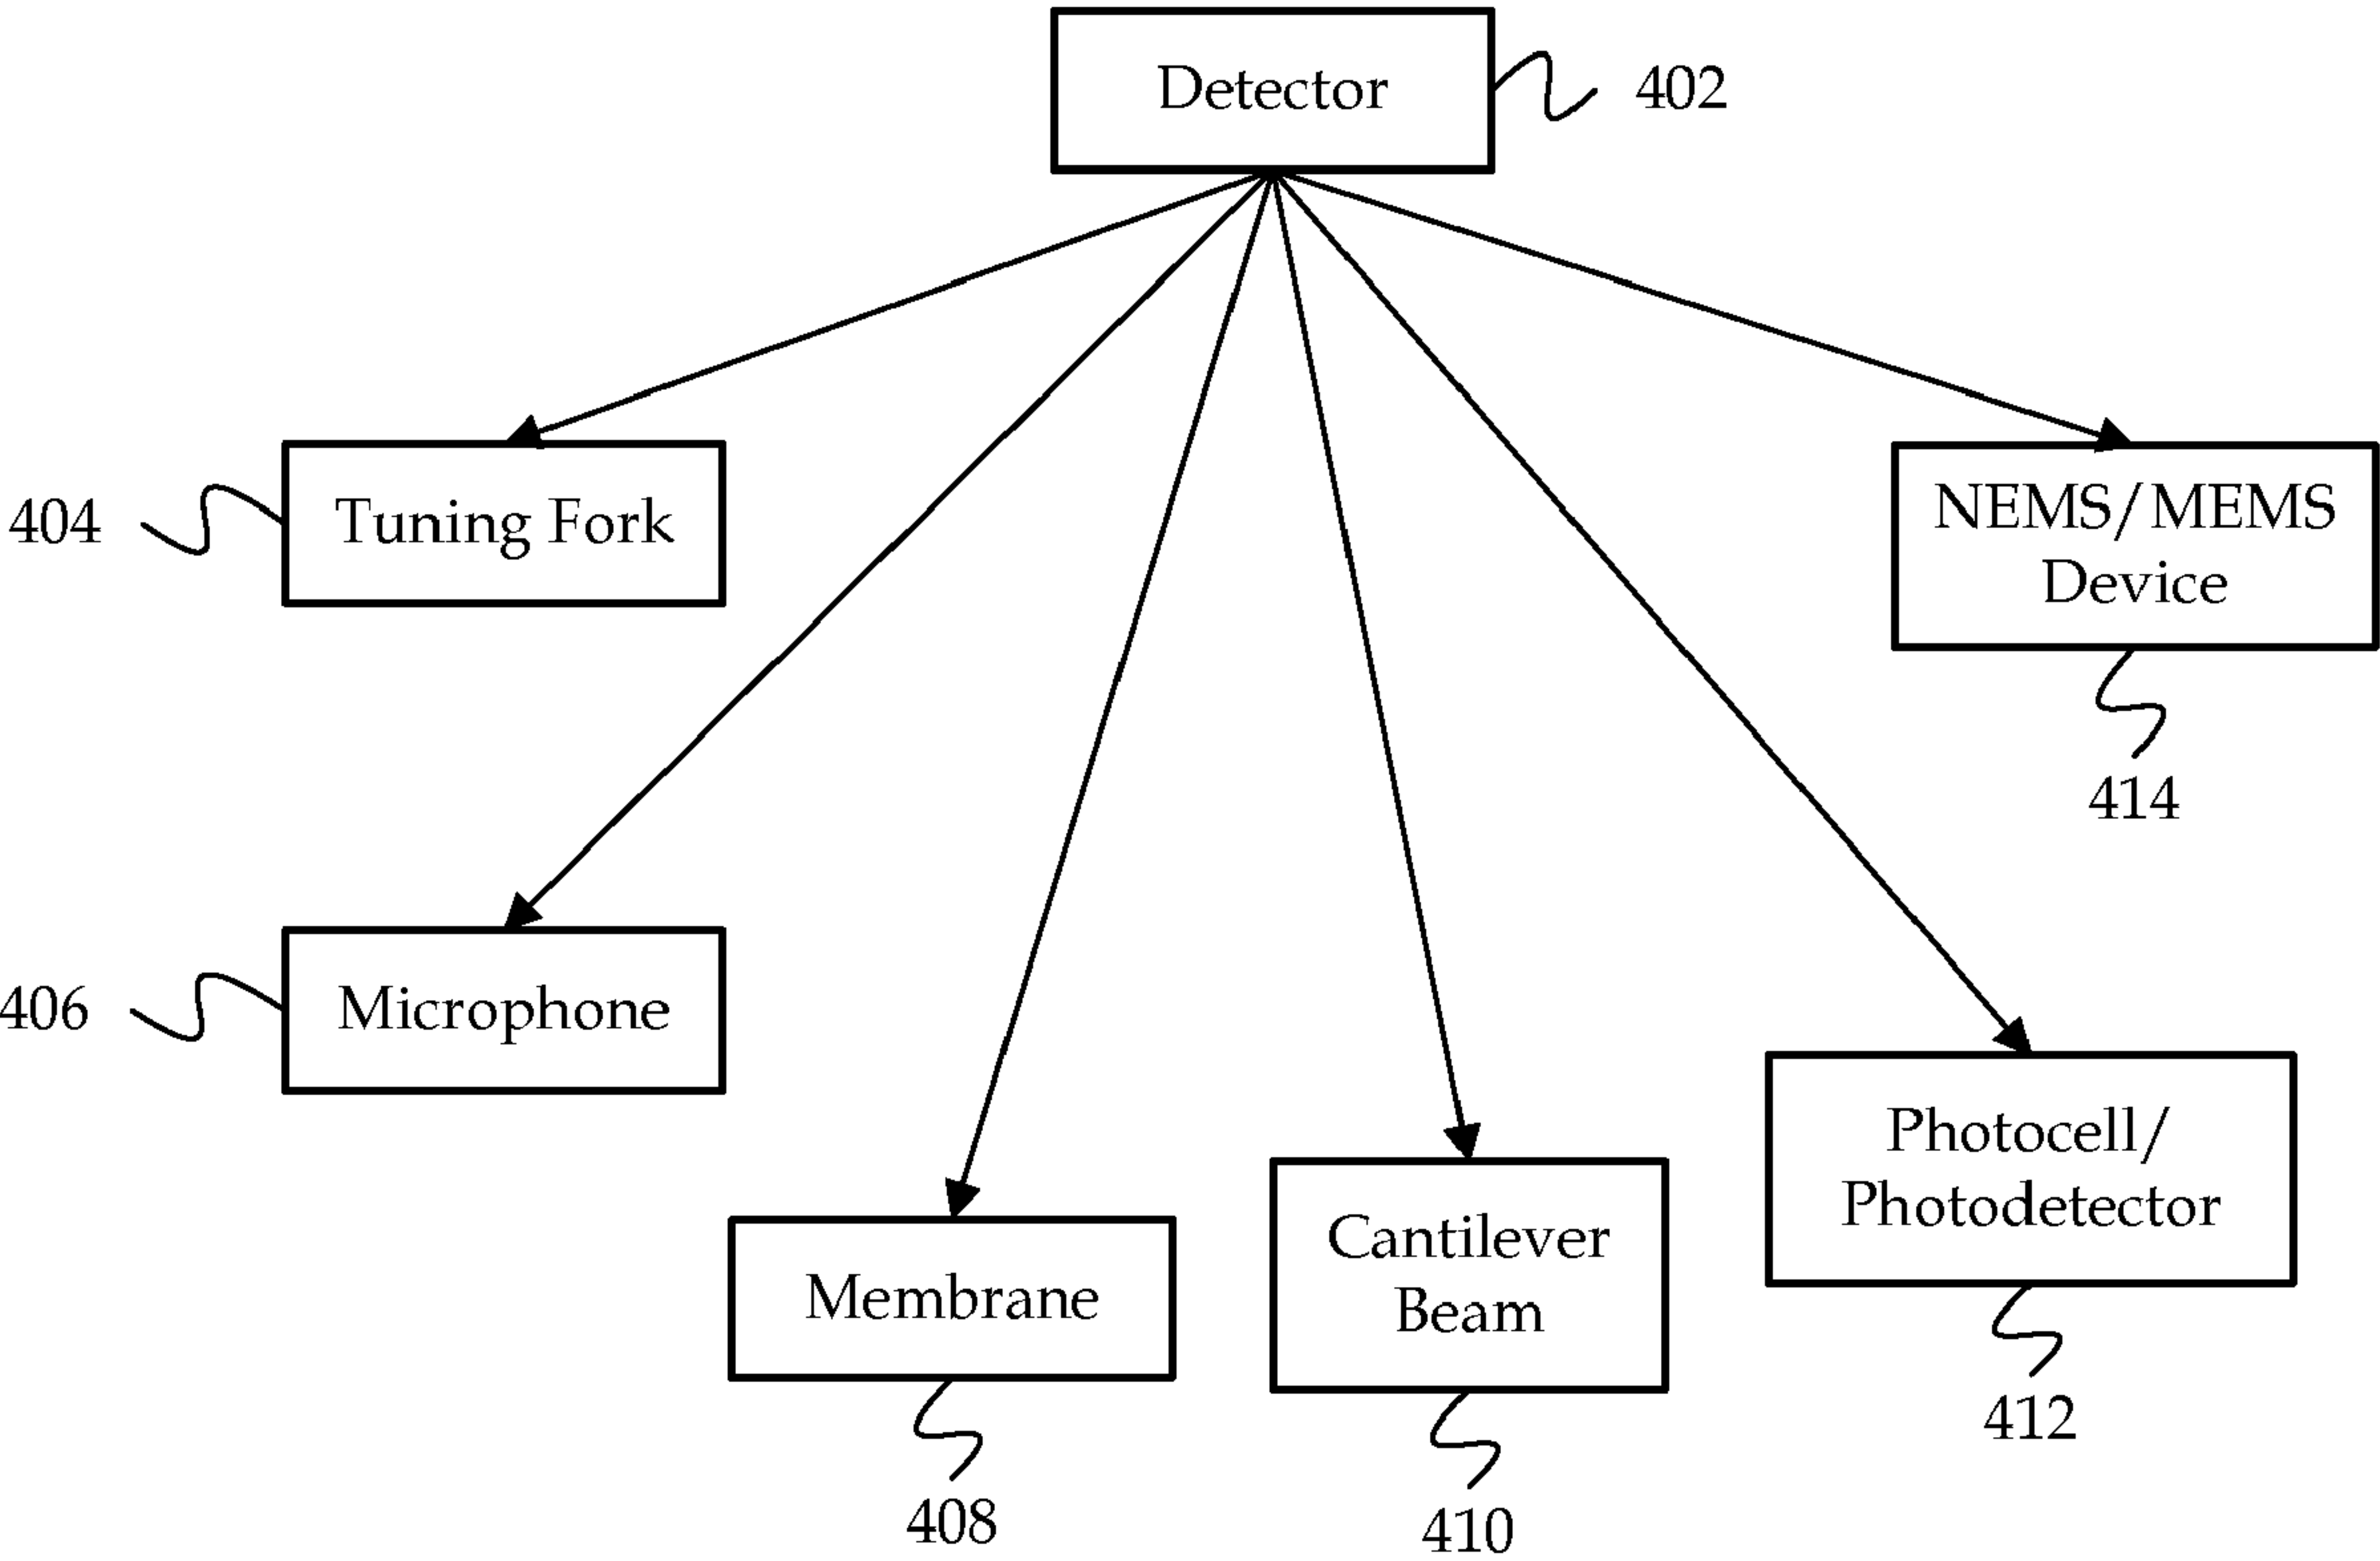 Detector
402
404
Tuning Fork
NEMS/MEMS
Device
414
406
Microphone
Membrane
408
Cantilever
Beam
410
Photocell/
Photodetector
412